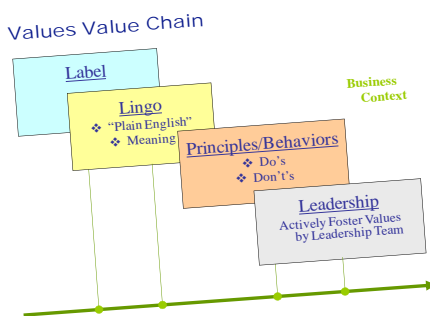 Values Value Chain
Label
Lingo
❖ “Plain English”
❖ Meaning
Principles/Behaviors
❖ Do’s
❖ Don’t’s
Leadership
Actively Foster Values
by Leadership Team
Business
Context